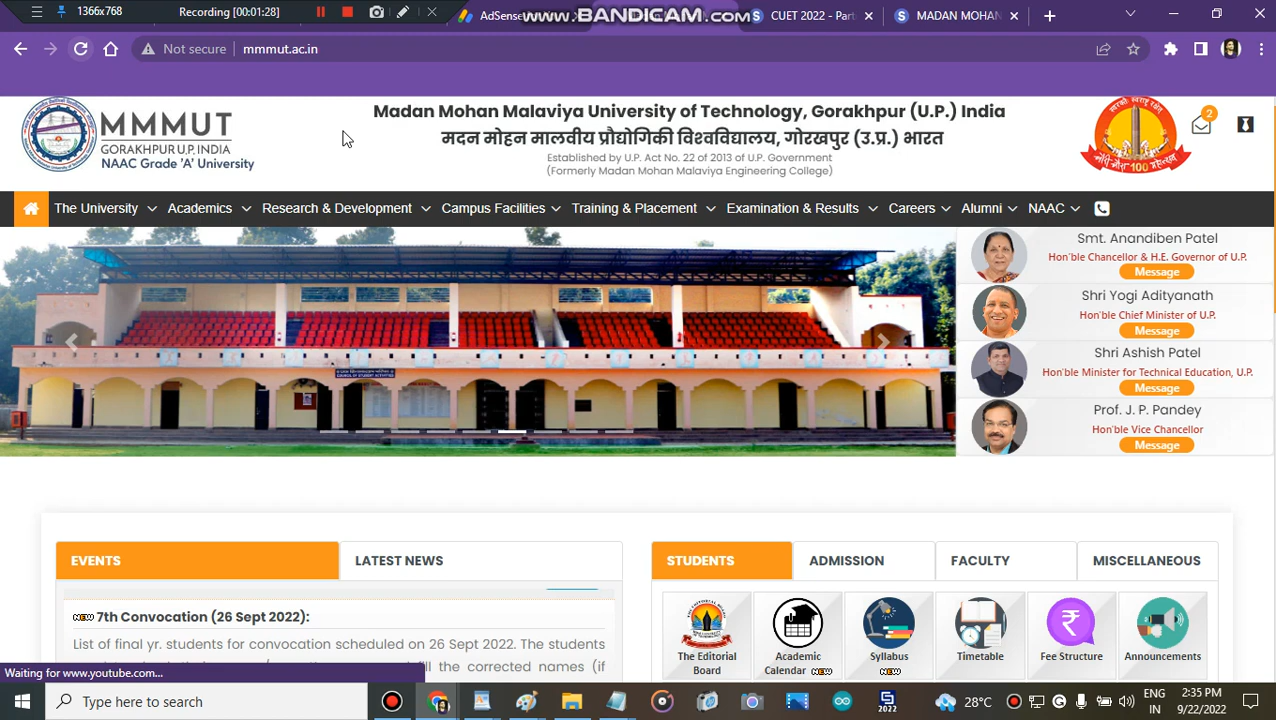 1366x768
Recording [00:01:28]
AdSense
www.BANDICAM.com
CUET 2022 - Part
MADAN MOHAN
Not secure
mmmut.ac.in
MMMUT
GORAKHPUR U.P, INDIA
NAAC Grade 'A' University
Madan Mohan Malaviya University of Technology, Gorakhpur (U.P.) India
मदन मोहन मालवीय प्रौद्योगिकी विश्वविद्यालय, गोरखपुर (उ.प्र.) भारत
Established by U.P. Act No. 22 of 2013 of U.P. Government
(Formerly Madan Mohan Malaviya Engineering College)
100
2
The University
Academics
Research & Development
Campus Facilities
Training & Placement
Examination & Results
Careers
Alumni
NAAC
Smt. Anandiben Patel
Hon'ble Chancellor & H.E. Governor of U.P.
Message
Shri Yogi Adityanath
Hon'ble Chief Minister of U.P.
Message
Shri Ashish Patel
Hon'ble Minister for Technical Education, U.P.
Message
Prof. J. P. Pandey
Hon'ble Vice Chancellor
Message
EVENTS
LATEST NEWS
NEW 7th Convocation (26 Sept 2022):
List of final yr. students for convocation scheduled on 26 Sept 2022. The students
ll the corrected names (if
STUDENTS
ADMISSION
FACULTY
MISCELLANEOUS
The Editorial
Board
Academic
Calendar NEW
Syllabus
NEW
Timetable
Fee Structure
Announcements
Waiting for www.youtube.com...
Type here to search
2022
28°C
ENG
IN
2:35 PM
9/22/2022